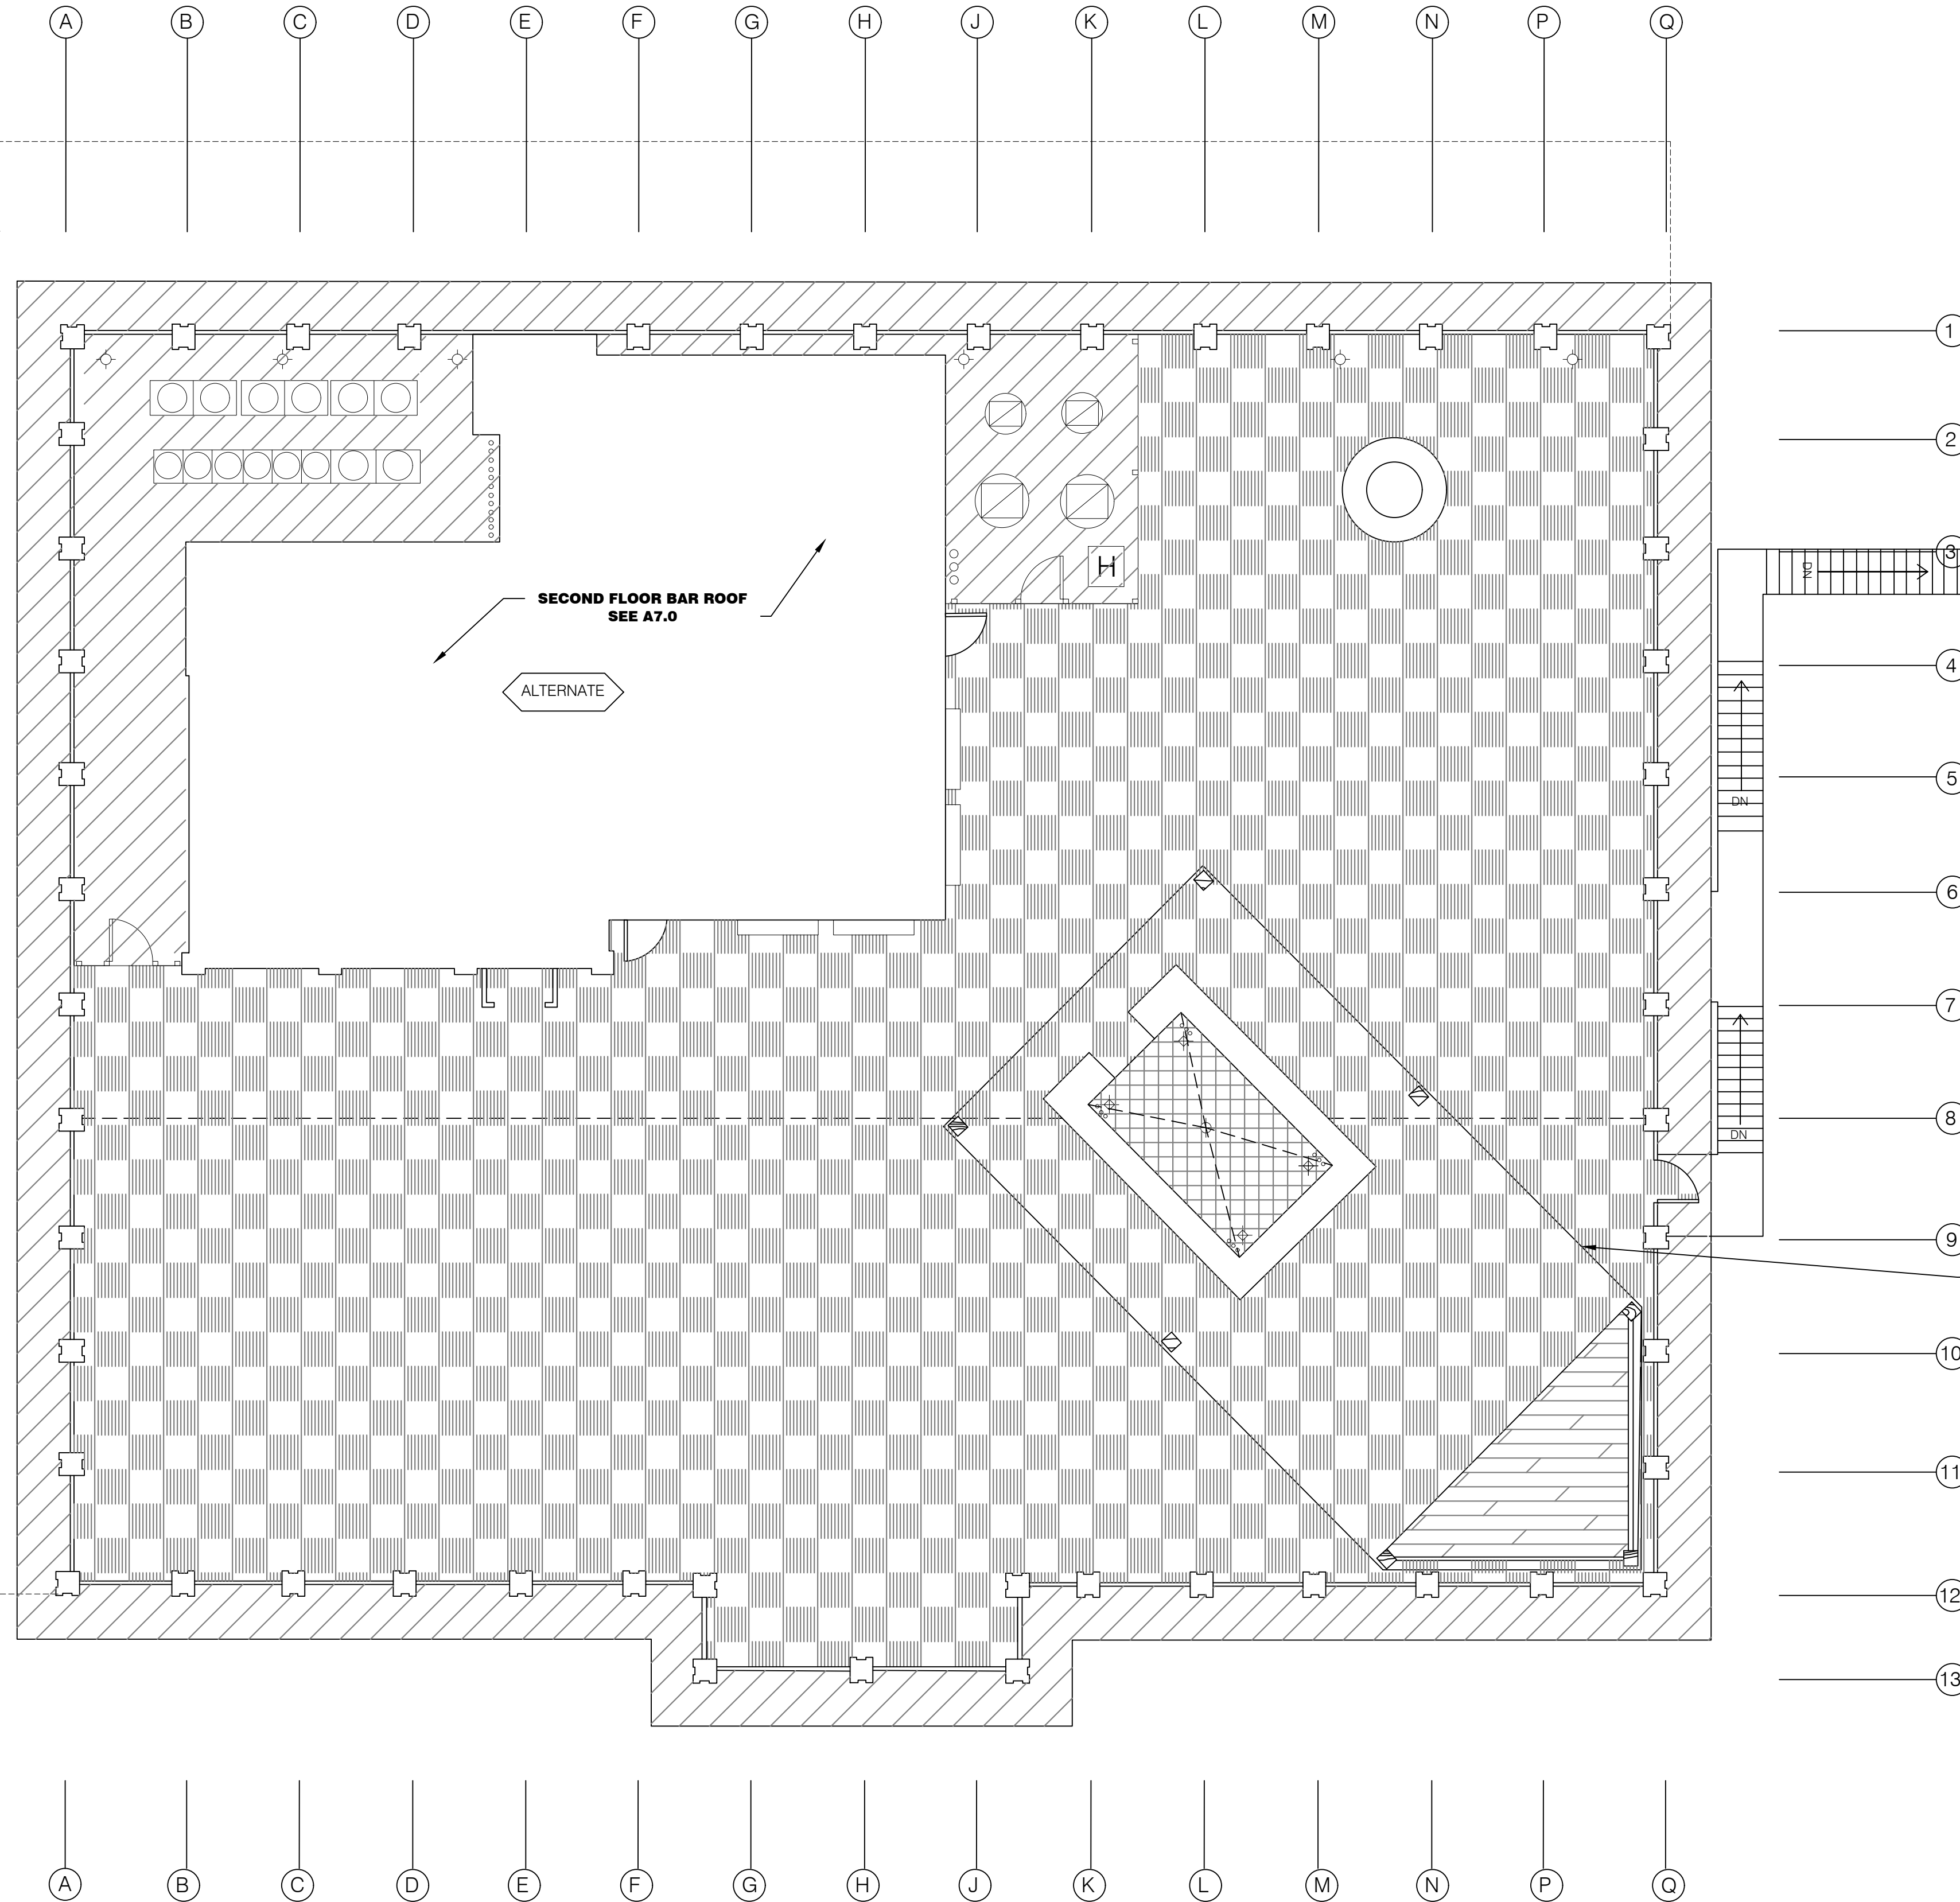 A B C D E F G H J K L M N P Q
1
2
3
DN
H
SECOND FLOOR BAR ROOF
SEE A7.0
4
ALTERNATE
5
DN
6
7
8
DN
9
10
11
12
13
A B C D E F G H J K L M N P Q